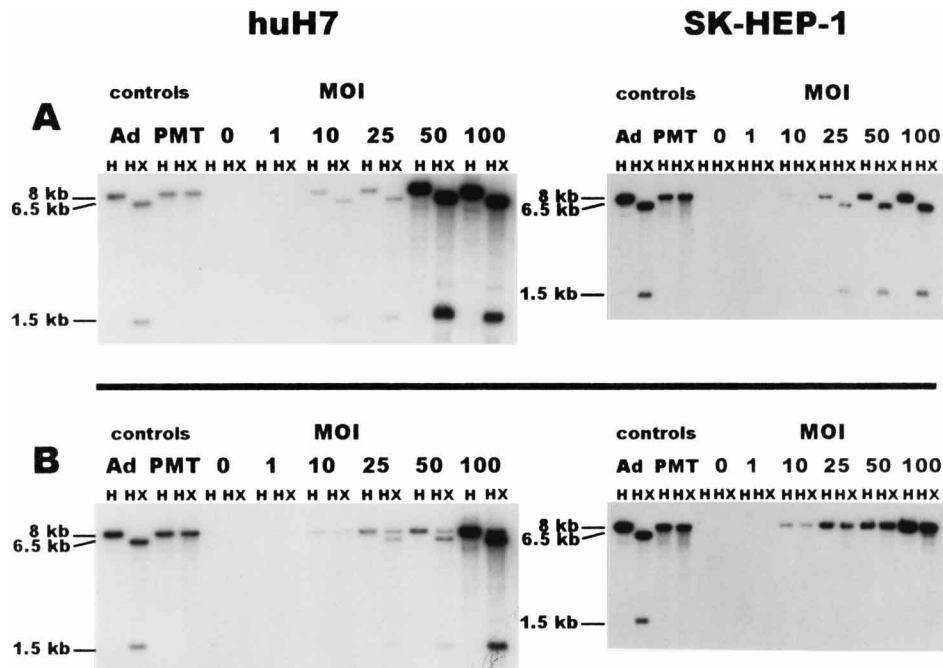 huH7 SK-HEP-1
A
controls MOI
Ad PMT 0 1 10 25 50 100
H HX H HX H HX H HX H HX H HX H HX H HX
8 kb
6.5 kb
1.5 kb
controls MOI
Ad PMT 0 1 10 25 50 100
H HX H HX H HX H HX H HX H HX H HX H HX
8 kb
6.5 kb
1.5 kb
B
controls MOI
Ad PMT 0 1 10 25 50 100
H HX H HX H HX H HX H HX H HX H HX H HX
8 kb
6.5 kb
1.5 kb
controls MOI
Ad PMT 0 1 10 25 50 100
H HX H HX H HX H HX H HX H HX H HX H HX
8 kb
6.5 kb
1.5 kb